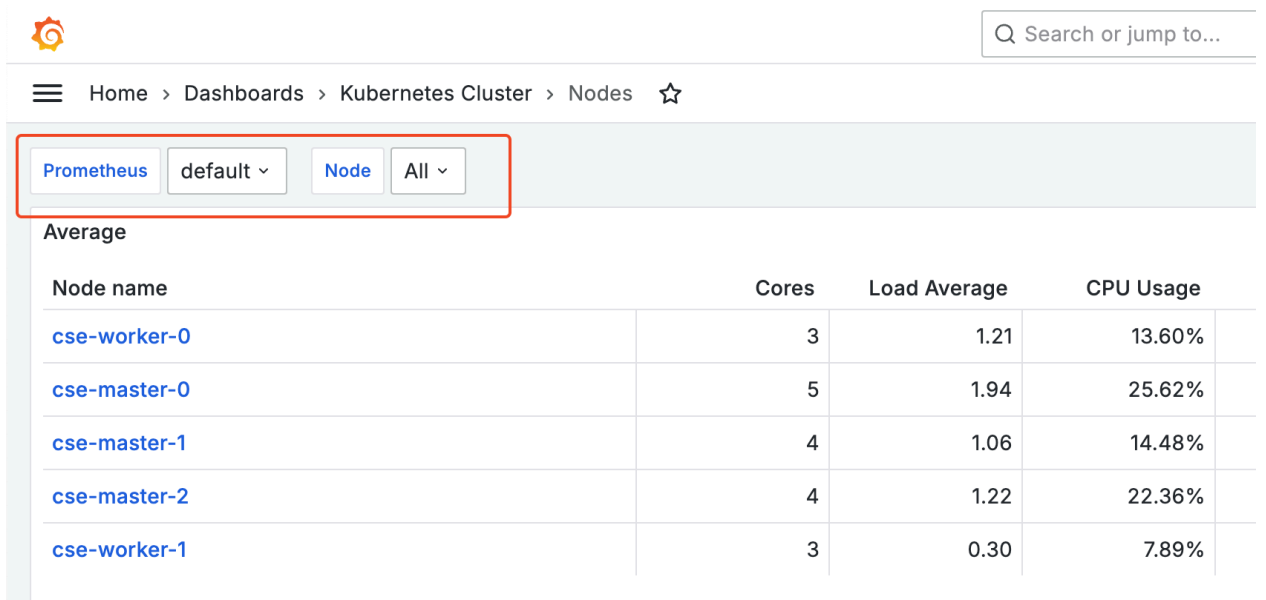 Search or jump to...
Home › Dashboards › Kubernetes Cluster › Nodes
Prometheus default Node All
Average
Node name Cores Load Average CPU Usage
cse-worker-0 3 1.21 13.60%
cse-master-0 5 1.94 25.62%
cse-master-1 4 1.06 14.48%
cse-master-2 4 1.22 22.36%
cse-worker-1 3 0.30 7.89%